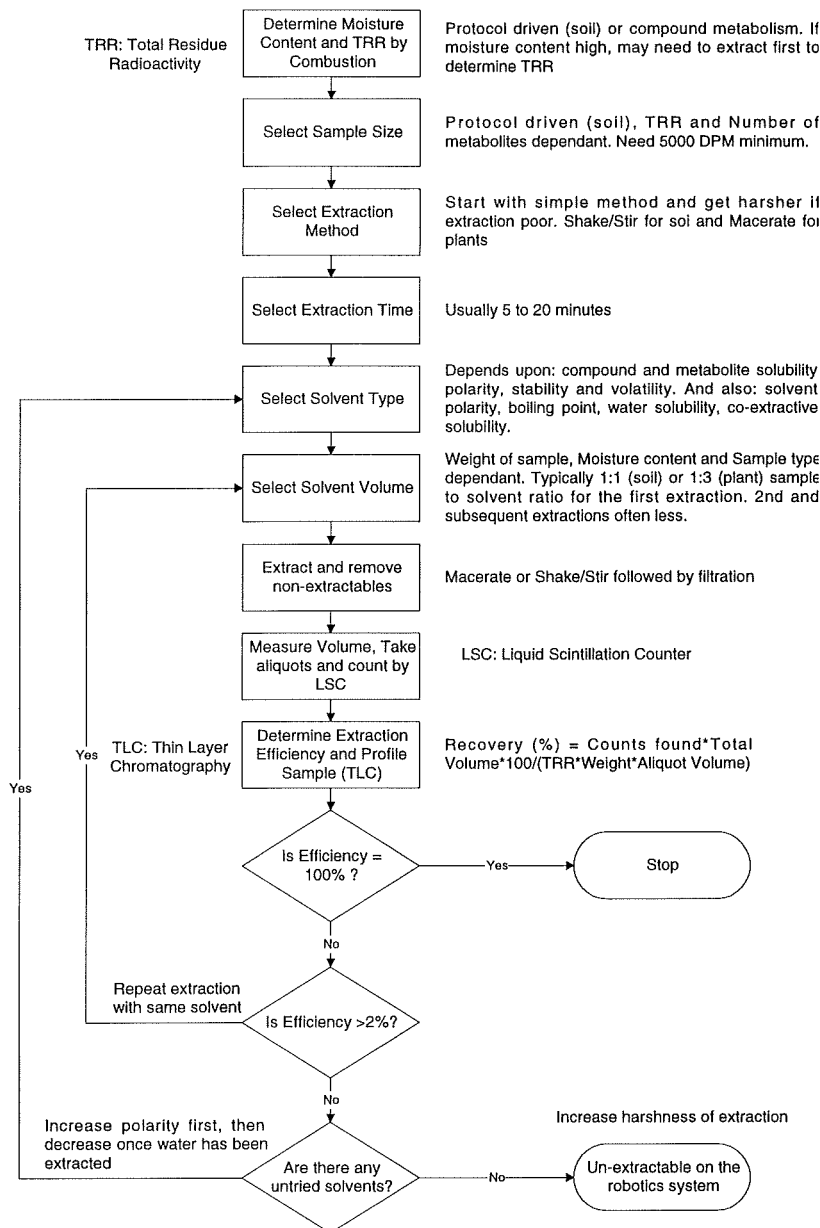 TRR: Total Residue
Radioactivity
Determine Moisture
Content and TRR by
Combustion
Protocol driven (soil) or compound metabolism. If
moisture content high, may need to extract first to
determine TRR
Select Sample Size
Protocol driven (soil), TRR and Number of
metabolites dependant. Need 5000 DPM minimum.
Select Extraction
Method
Start with simple method and get harsher if
extraction poor. Shake/Stir for soi and Macerate for
plants
Select Extraction Time
Usually 5 to 20 minutes
Select Solvent Type
Depends upon: compound and metabolite solubility
polarity, stability and volatility. And also: solvent
polarity, boiling point, water solubility, co-extractive
solubility.
Select Solvent Volume
Weight of sample, Moisture content and Sample type
dependant. Typically 1:1 (soil) or 1:3 (plant) sample
to solvent ratio for the first extraction. 2nd and
subsequent extractions often less.
Extract and remove
non-extractables
Macerate or Shake/Stir followed by filtration
Measure Volume, Take
aliquots and count by
LSC
LSC: Liquid Scintillation Counter
TLC: Thin Layer
Chromatography
Determine Extraction
Efficiency and Profile
Sample (TLC)
Recovery (%) = Counts found*Total
Volume*100/(TRR*Weight*Aliquot Volume)
Yes
Yes
Is Efficiency =
100% ?
Yes
Stop
No
Repeat extraction
with same solvent
Is Efficiency >2%?
No
Increase polarity first, then
decrease once water has been
extracted
Are there any
untried solvents?
No
Increase harshness of extraction
Un-extractable on the
robotics system